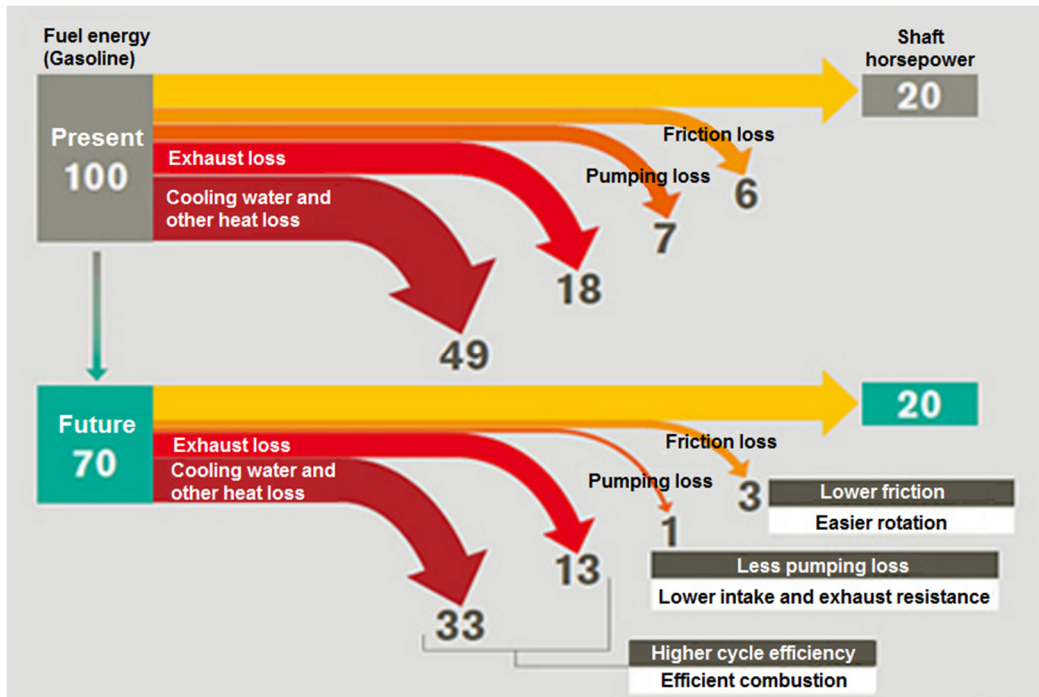 Fuel energy
(Gasoline)
Shaft
horsepower
20
Present
100
Friction loss
6
Pumping loss
7
Exhaust loss
18
Cooling water and
other heat loss
49
Future
70
20
Friction loss
3
Lower friction
Easier rotation
Pumping loss
1
Less pumping loss
Lower intake and exhaust resistance
Exhaust loss
13
Cooling water and
other heat loss
33
Higher cycle efficiency
Efficient combustion